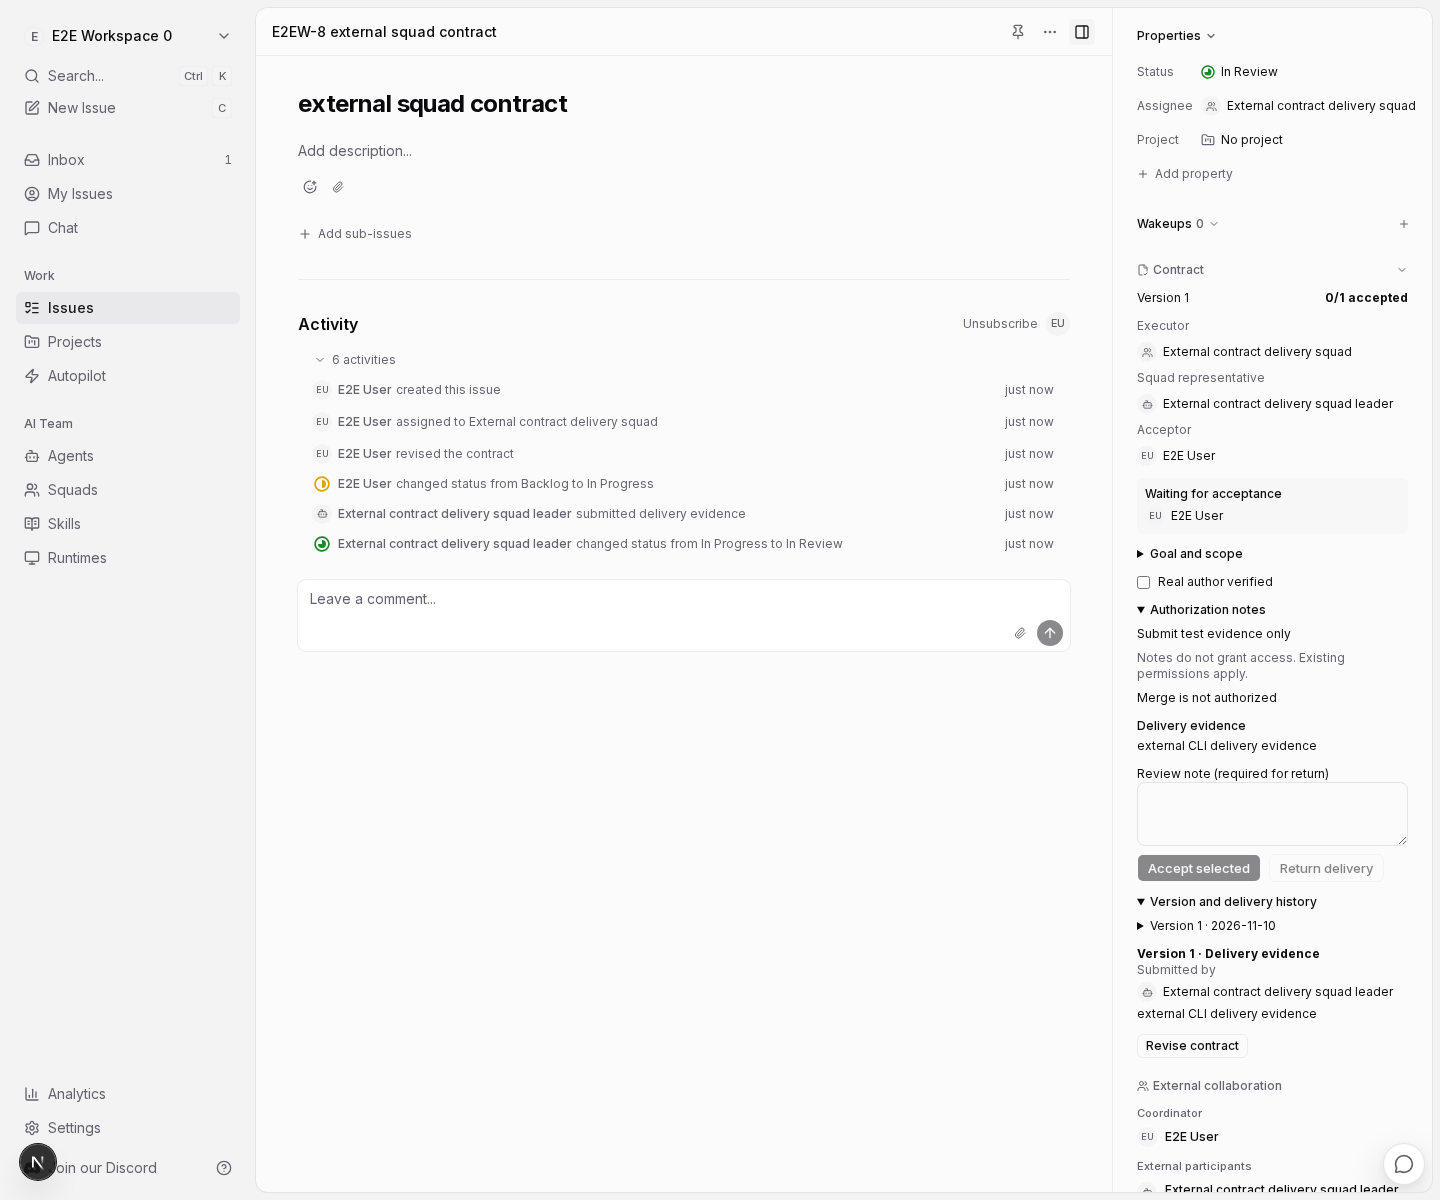 E E2E Workspace 0
Search... Ctrl K
New Issue C
Inbox 1
My Issues
Chat
Work
Issues
Projects
Autopilot
AI Team
Agents
Squads
Skills
Runtimes
Analytics
Settings
N
oin our Discord
E2EW-8 external squad contract
external squad contract
Add description...
Add sub-issues
Activity
Unsubscribe EU
6 activities
EU E2E User created this issue just now
EU E2E User assigned to External contract delivery squad just now
EU E2E User revised the contract just now
E2E User changed status from Backlog to In Progress just now
External contract delivery squad leader submitted delivery evidence just now
External contract delivery squad leader changed status from In Progress to In Review just now
Leave a comment...
Properties
Status In Review
Assignee External contract delivery squad
Project No project
Add property
Wakeups 0
Contract
Version 1 0/1 accepted
Executor
External contract delivery squad
Squad representative
External contract delivery squad leader
Acceptor
EU E2E User
Waiting for acceptance
EU E2E User
Goal and scope
Real author verified
Authorization notes
Submit test evidence only
Notes do not grant access. Existing
permissions apply.
Merge is not authorized
Delivery evidence
external CLI delivery evidence
Review note (required for return)
Accept selected Return delivery
Version and delivery history
Version 1 · 2026-11-10
Version 1 · Delivery evidence
Submitted by
External contract delivery squad leader
external CLI delivery evidence
Revise contract
External collaboration
Coordinator
EU E2E User
External participants
External contract delivery squad leader